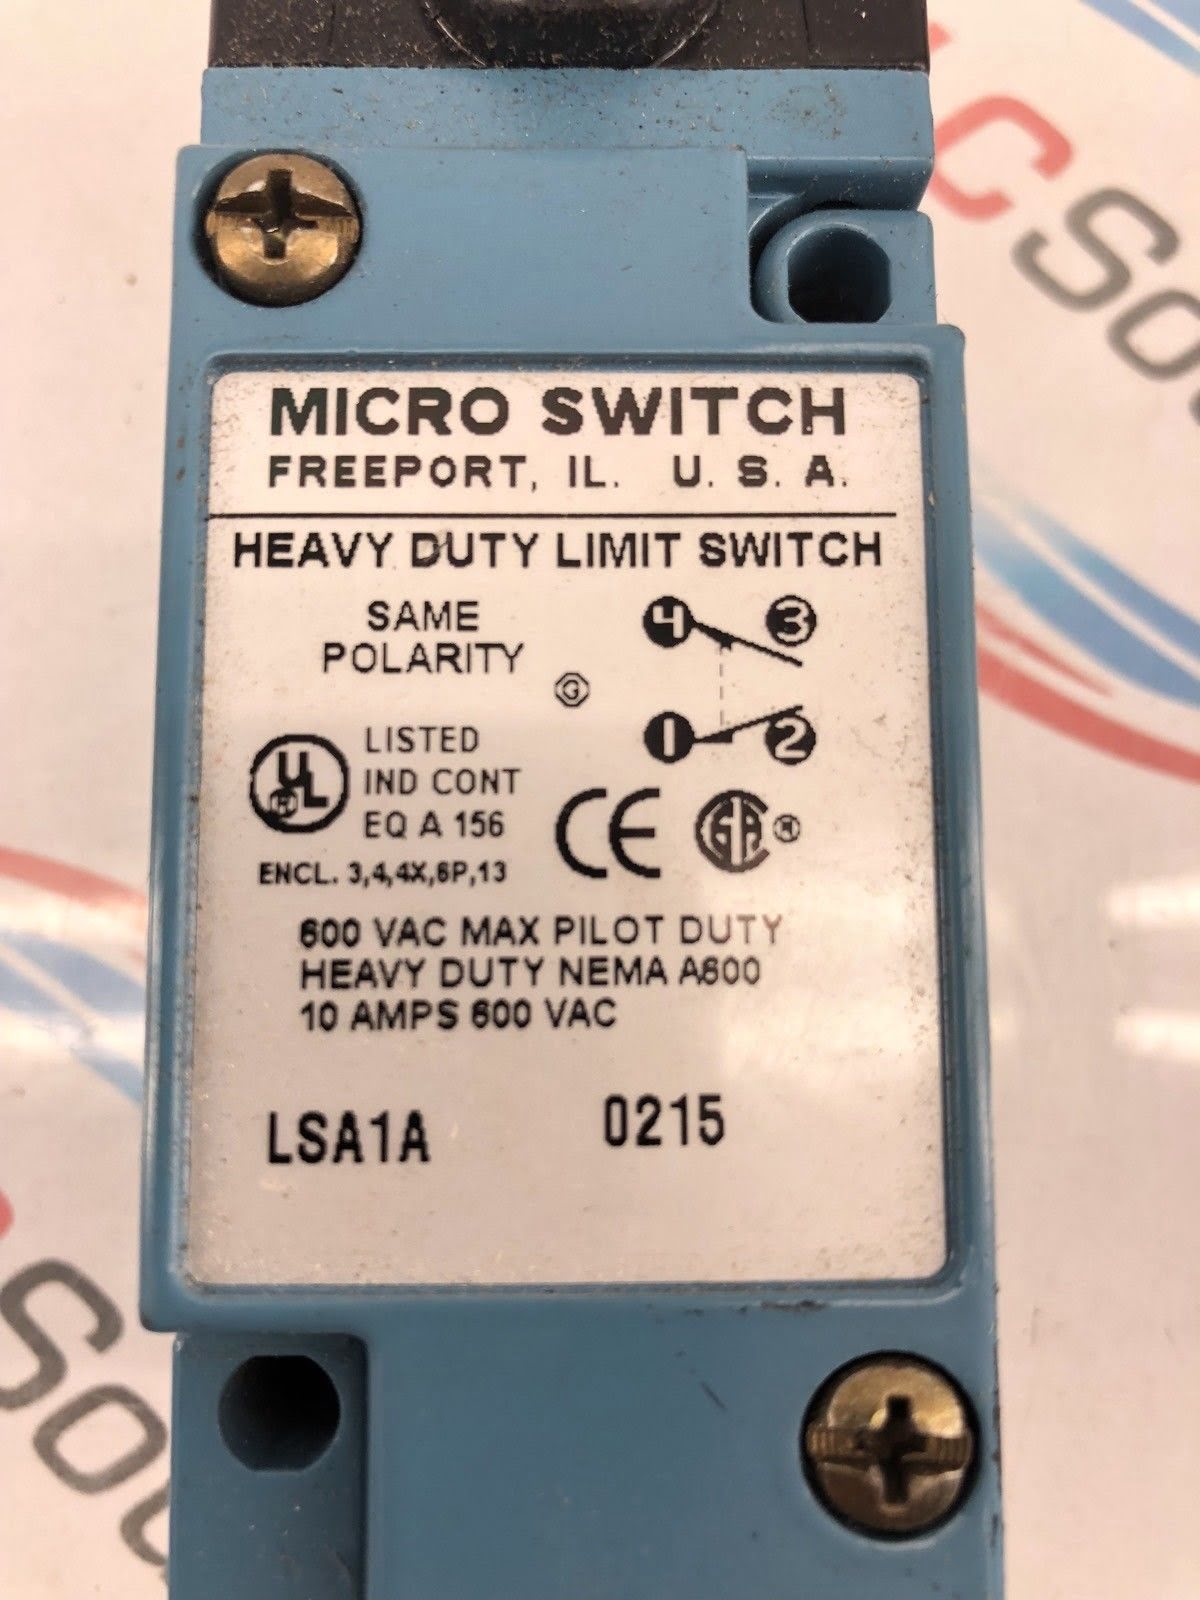 MICRO SWITCH
FREEPORT, IL. U. S. A.
HEAVY DUTY LIMIT SWITCH
SAME
POLARITY
4 3
1 2
G
UL
R
LISTED
IND CONT
EQ A 156
CE
ENCL. 3,4,4X,6P,13
600 VAC MAX PILOT DUTY
HEAVY DUTY NEMA A600
10 AMPS 600 VAC
LSA1A 0215